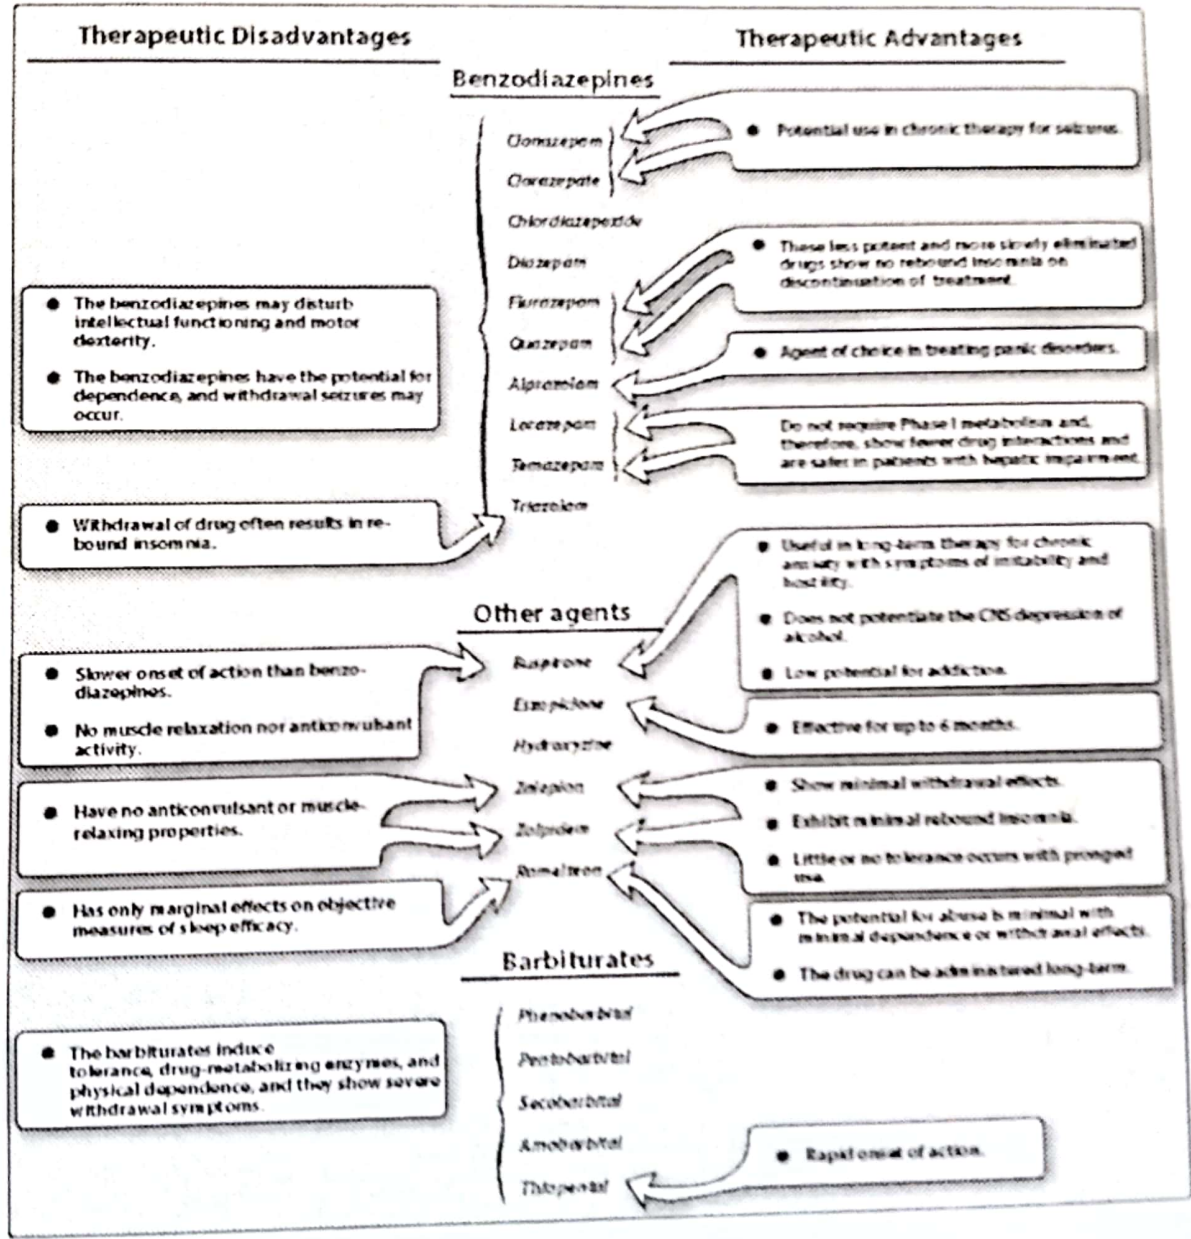 Therapeutic Disadvantages
Therapeutic Advantages
Benzodiazepines
Clonazepam
Clorazepate
Chlordiazepoxide
Diazepam
Flurazepam
Quazepam
Alprazolam
Lorazepam
Temazepam
Triazolam
● Potential use in chronic therapy for seizures.
● These less potent and more slowly eliminated
drugs show no rebound insomnia on
discontinuation of treatment.
● Agent of choice in treating panic disorders.
Do not require Phase I metabolism and,
therefore, show fewer drug interactions and
are safer in patients with hepatic impairment.
● The benzodiazepines may disturb
intellectual functioning and motor
dexterity.
● The benzodiazepines have the potential for
dependence, and withdrawal seizures may
occur.
● Withdrawal of drug often results in re-
bound insomnia.
Other agents
Buspirone
Eszopiclone
Hydroxyzine
Zaleplon
Zolpidem
Ramelteon
● Useful in long-term therapy for chronic
anxiety with symptoms of irritability and
hostility.
● Does not potentiate the CNS depression of
alcohol.
● Low potential for addiction.
● Effective for up to 6 months.
● Show minimal withdrawal effects.
● Exhibit minimal rebound insomnia.
● Little or no tolerance occurs with pronged
use.
● The potential for abuse is minimal with
minimal dependence or withdrawal effects.
● The drug can be administured long-term.
● Slower onset of action than benzo-
diazepines.
● No muscle relaxation nor anticonvulsant
activity.
● Have no anticonvulsant or muscle-
relaxing properties.
● Has only marginal effects on objective
measures of sleep efficacy.
Barbiturates
Phenobarbital
Pentobarbital
Secobarbital
Amobarbital
Thiopental
● The barbiturates induce
tolerance, drug-metabolizing enzymes, and
physical dependence, and they show severe
withdrawal symptoms.
● Rapid onset of action.